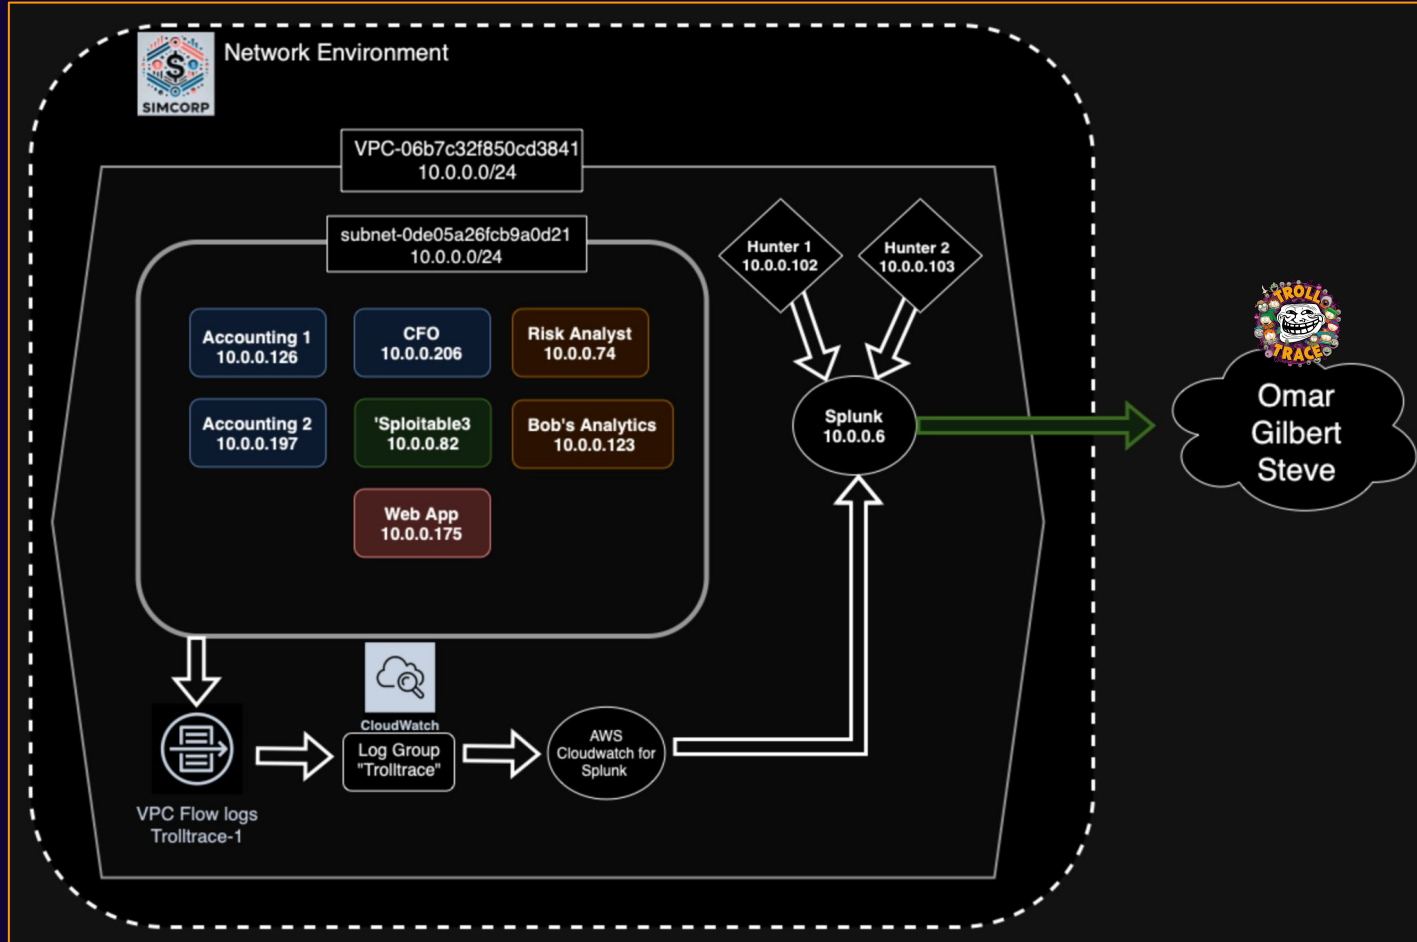 Network Environment
SIMCORP
VPC-06b7c32f850cd3841
10.0.0.0/24
subnet-0de05a26fcb9a0d21
10.0.0.0/24
Hunter 1
10.0.0.102
Hunter 2
10.0.0.103
Accounting 1
10.0.0.126
CFO
10.0.0.206
Risk Analyst
10.0.0.74
Accounting 2
10.0.0.197
'Sploitable3
10.0.0.82
Bob's Analytics
10.0.0.123
Web App
10.0.0.175
Splunk
10.0.0.6
TROLL
TRACE
Omar
Gilbert
Steve
CloudWatch
Log Group
"Trolltrace"
AWS
Cloudwatch for
Splunk
VPC Flow logs
Trolltrace-1